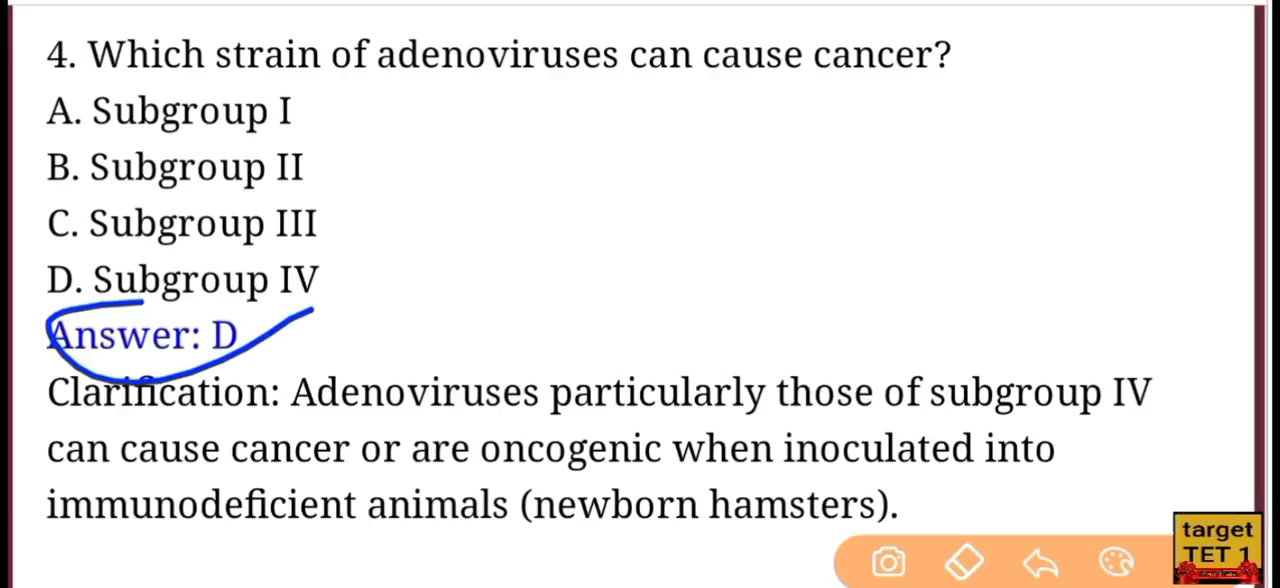 4. Which strain of adenoviruses can cause cancer?
A. Subgroup I
B. Subgroup II
C. Subgroup III
D. Subgroup IV
Answer: D
Clarification: Adenoviruses particularly those of subgroup IV
can cause cancer or are oncogenic when inoculated into
immunodeficient animals (newborn hamsters).
target
TET 1